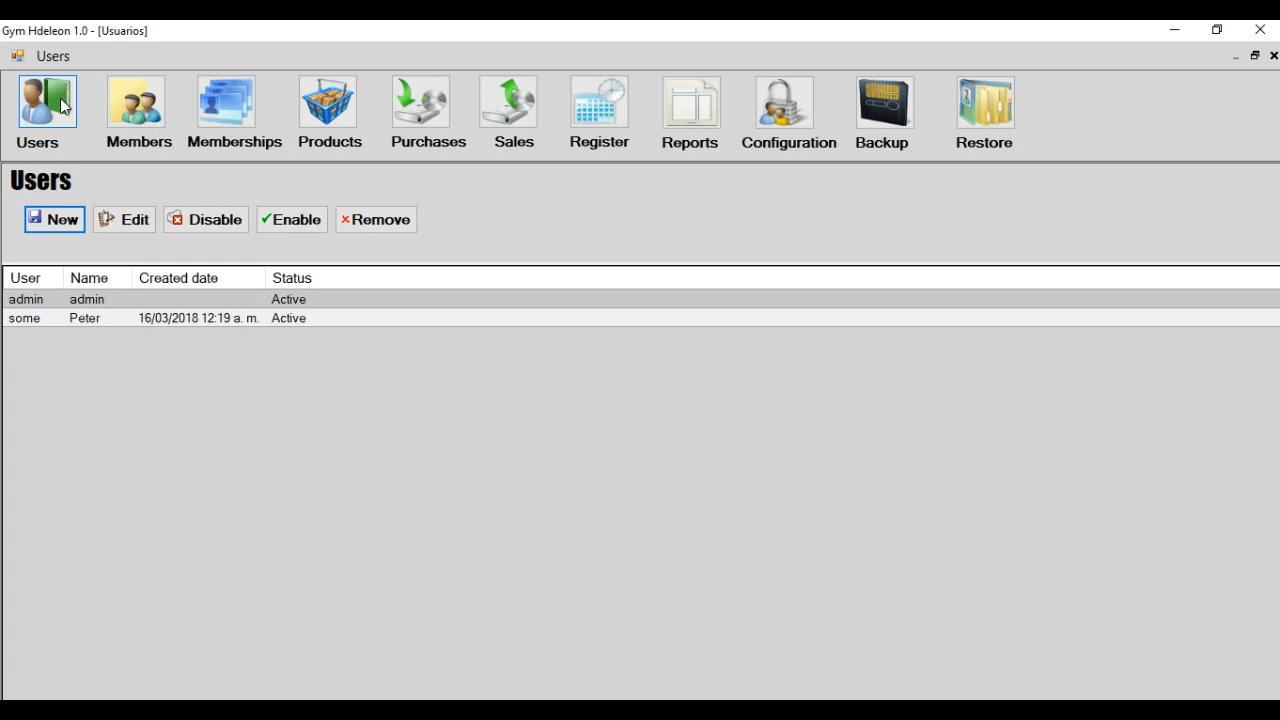 Gym Hdeleon 1.0 - [Usuarios]
Users
Users Members Memberships Products Purchases Sales Register Reports Configuration Backup Restore
Users
New Edit Disable Enable Remove
User Name Created date Status
admin admin Active
some Peter 16/03/2018 12:19 a. m. Active